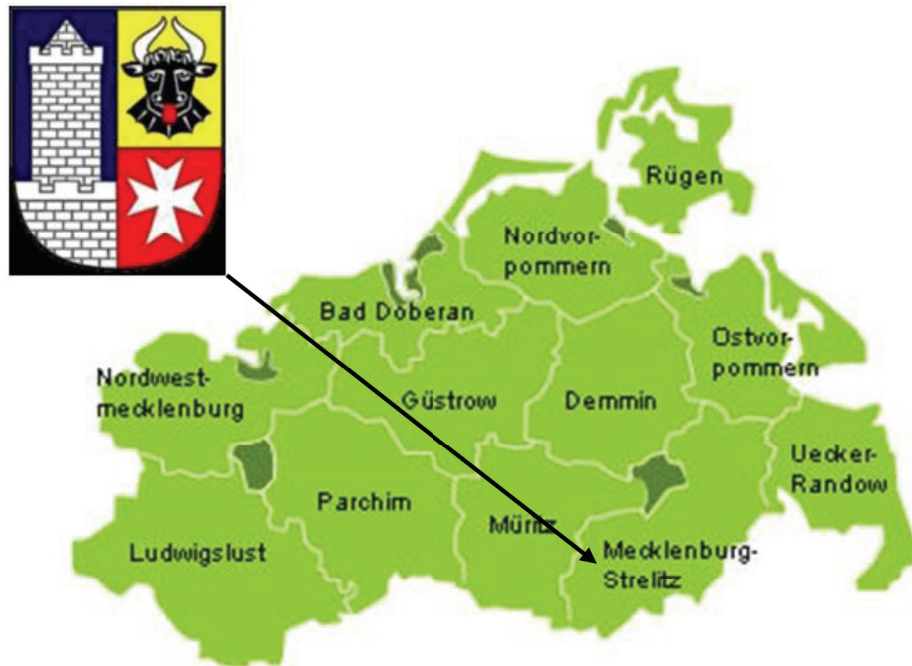 Rügen
Nordvor-
pommern
Bad Doberan
Ostvor-
pommern
Nordwest-
mecklenburg
Güstrow
Demmin
Uecker-
Randow
Parchim
Müritz
Ludwigslust
Mecklenburg-
Strelitz